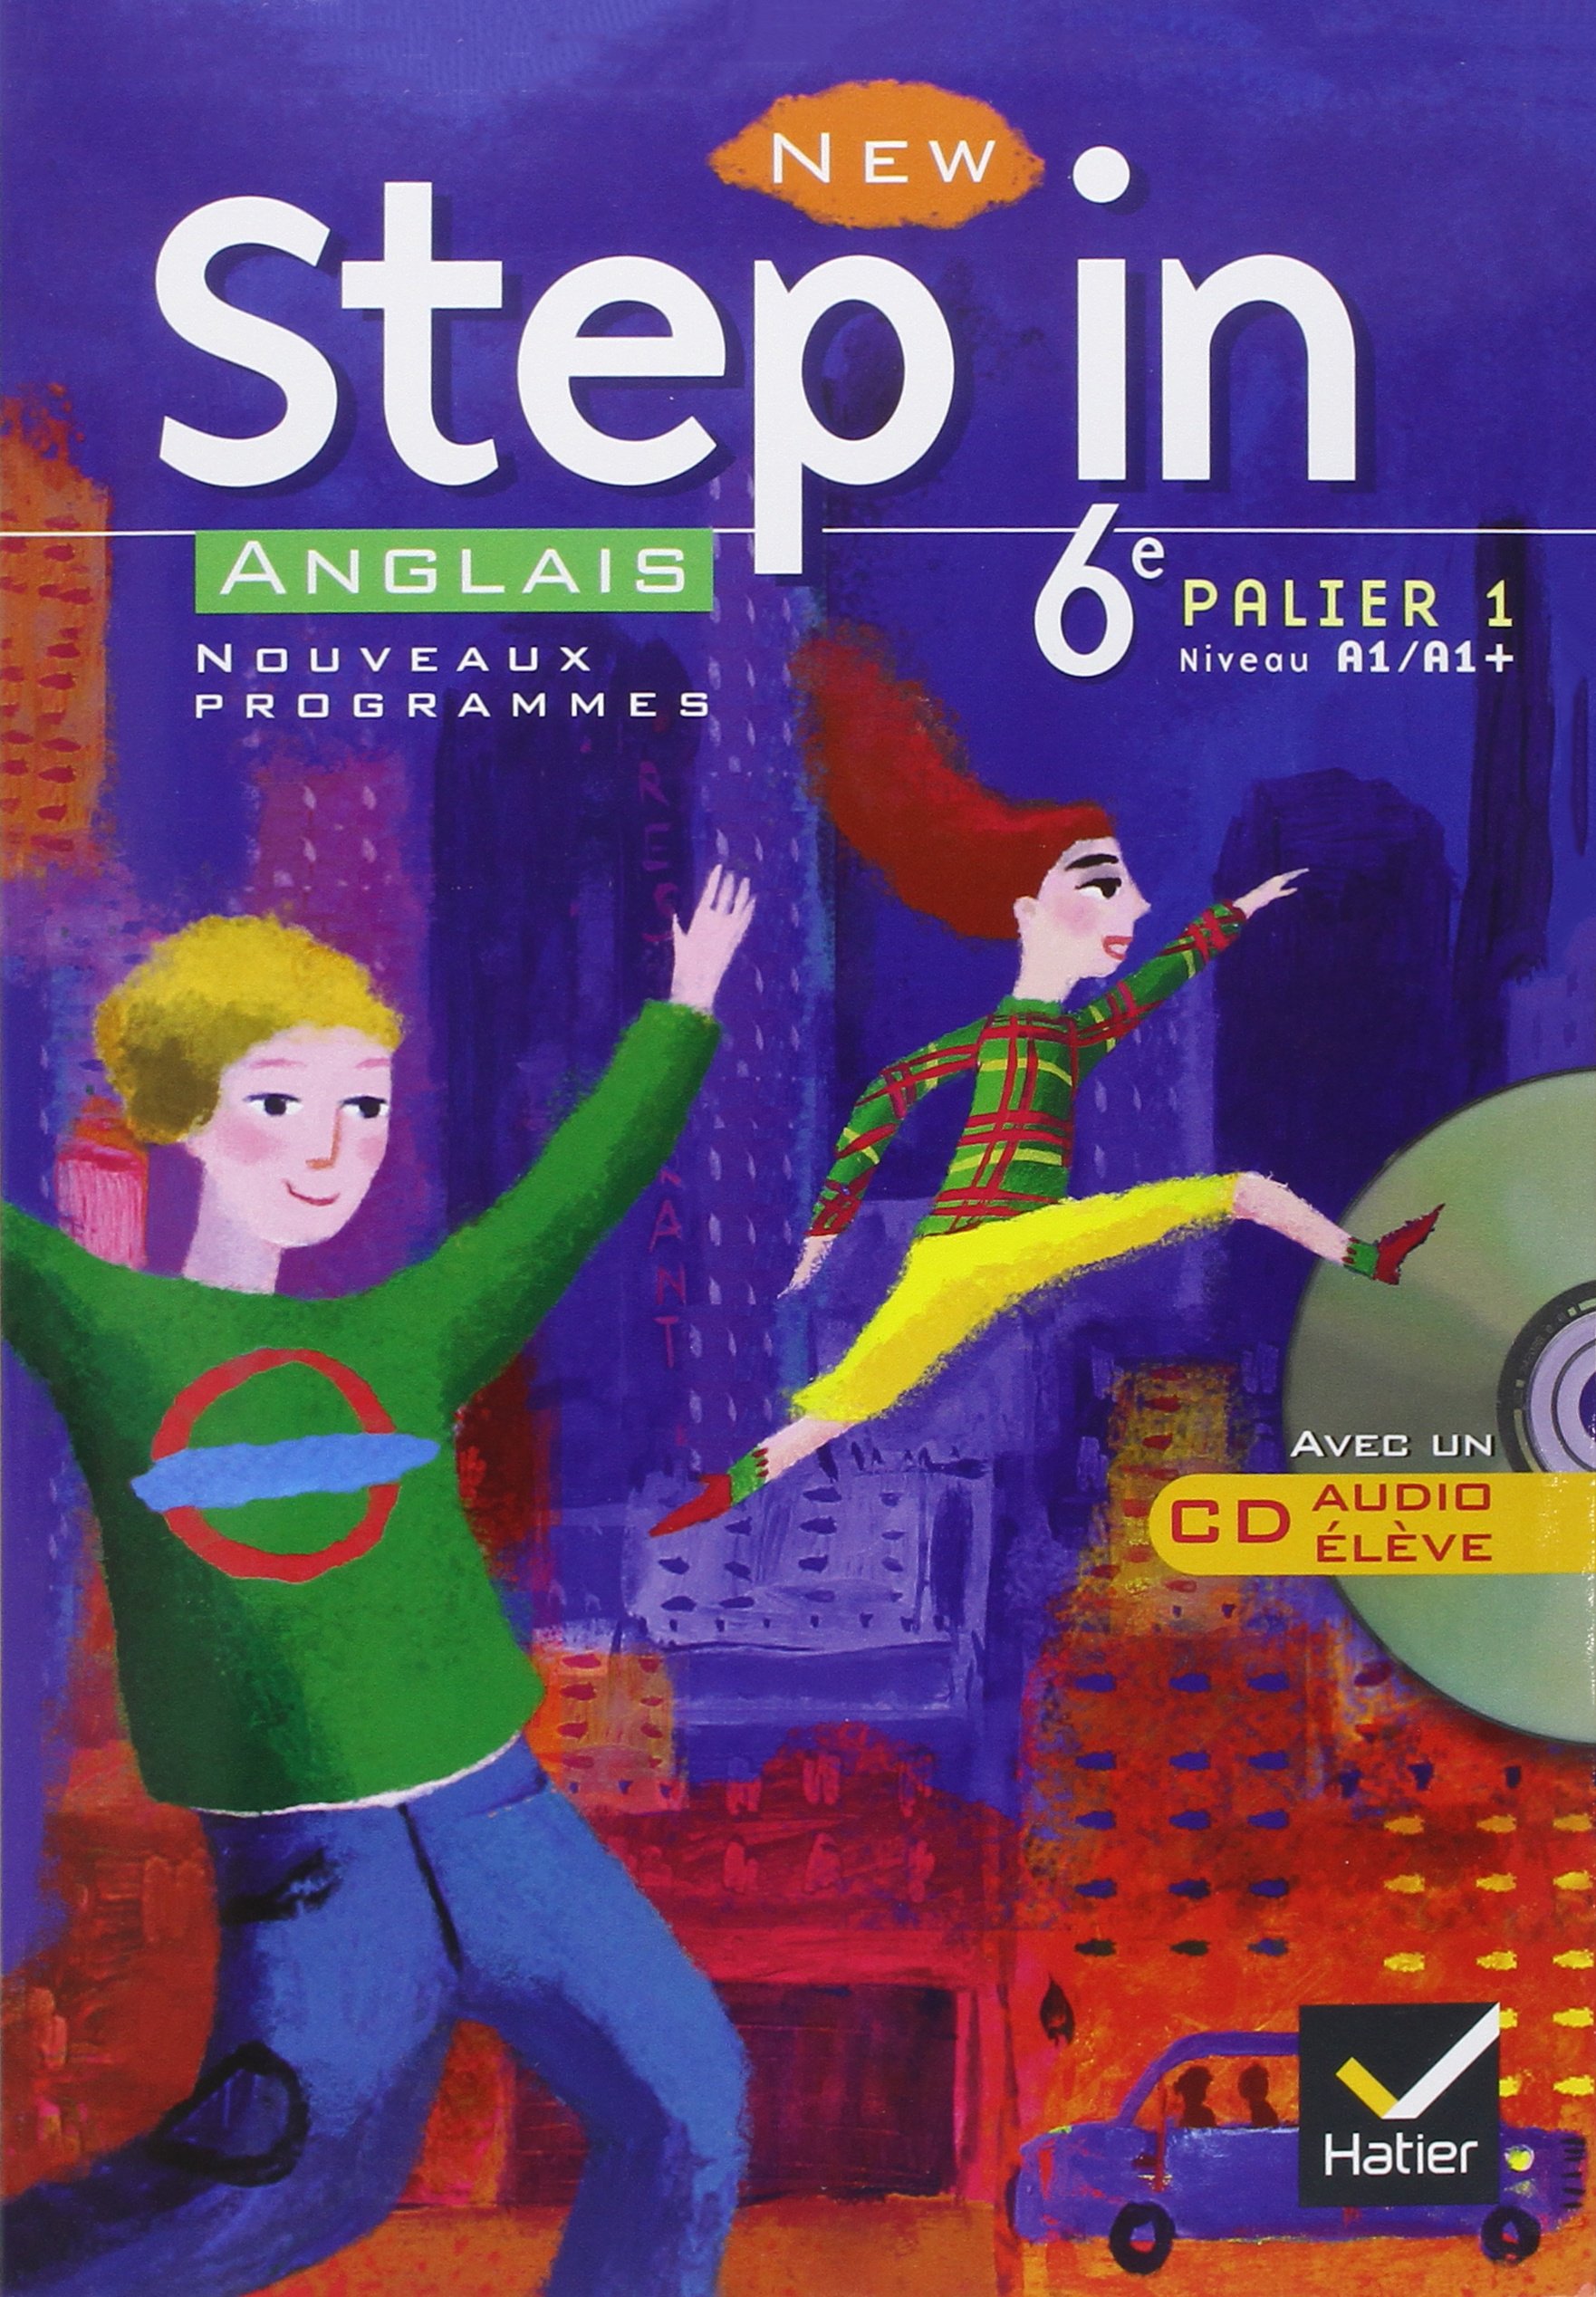 NEW
Step in
ANGLAIS
NOUVEAUX
PROGRAMMES
6e
PALIER 1
Niveau A1/A1+
AVEC UN
CD AUDIO
ÉLÈVE
Hatier